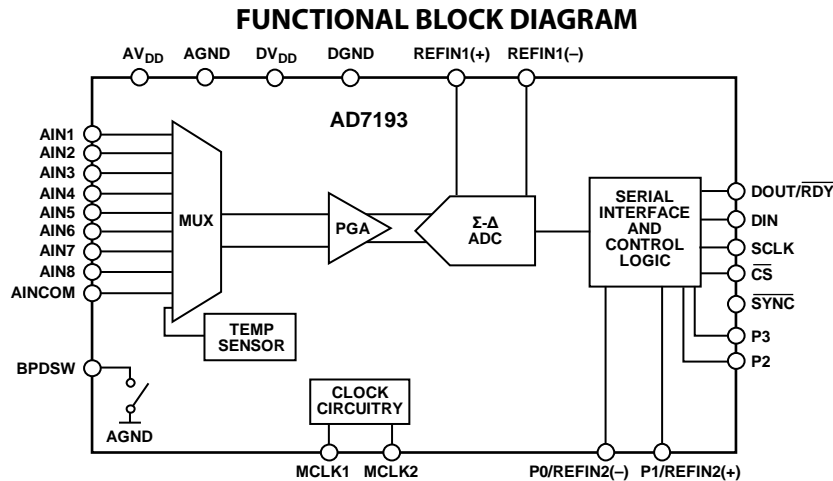 FUNCTIONAL BLOCK DIAGRAM
AVDD AGND DVDD DGND REFIN1(+) REFIN1(–)
AD7193
AIN1
AIN2
AIN3
AIN4
AIN5
AIN6
AIN7
AIN8
AINCOM
MUX
PGA
Σ-Δ
ADC
SERIAL
INTERFACE
AND
CONTROL
LOGIC
DOUT/RDY
DIN
SCLK
CS
SYNC
P3
P2
TEMP
SENSOR
BPDSW
AGND
CLOCK
CIRCUITRY
MCLK1 MCLK2 P0/REFIN2(–) P1/REFIN2(+)